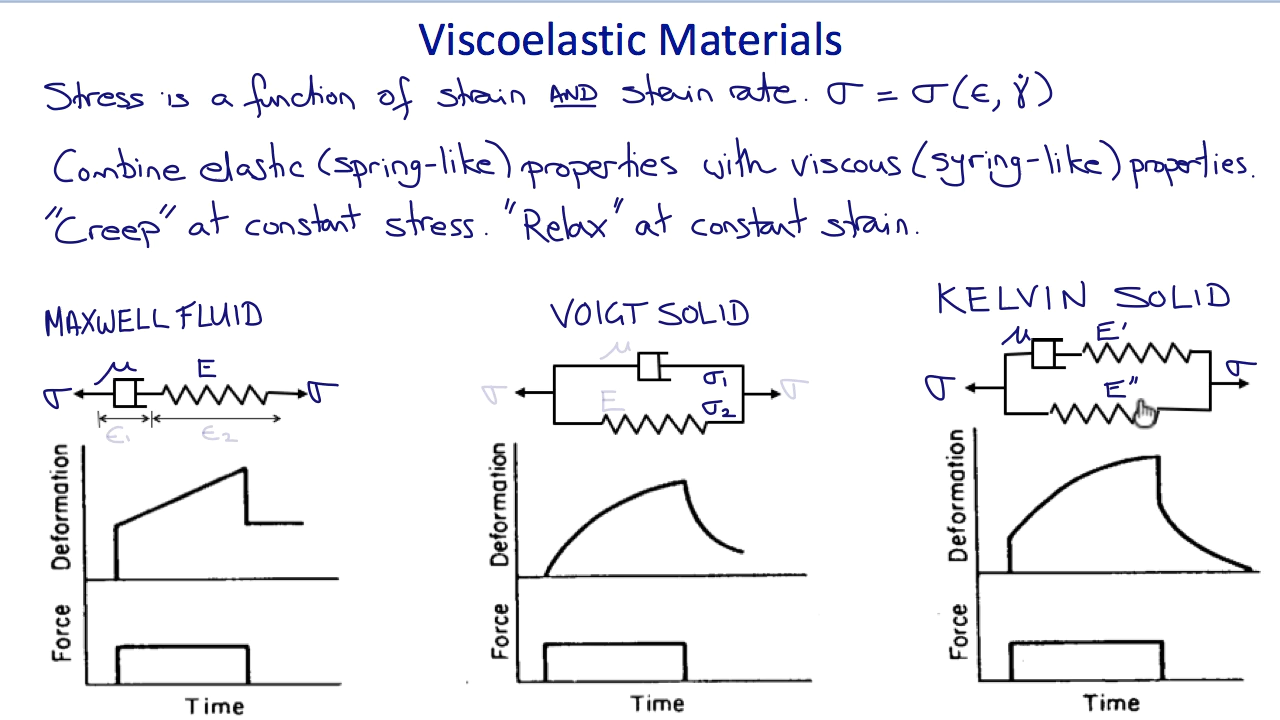 Viscoelastic Materials
Stress is a function of strain AND stain rate. σ = σ(ε, γ̇)
Combine elastic (spring-like) properties with viscous (syring-like) properties.
"Creep" at constant stress. "Relax" at constant strain.
MAXWELL FLUID
μ E
σ σ
ε₁ ε₂
Deformation
Force
Time
VOIGT SOLID
μ
σ σ₁ σ
E σ₂
Deformation
Force
Time
KELVIN SOLID
μ E'
σ σ
E"
Deformation
Force
Time